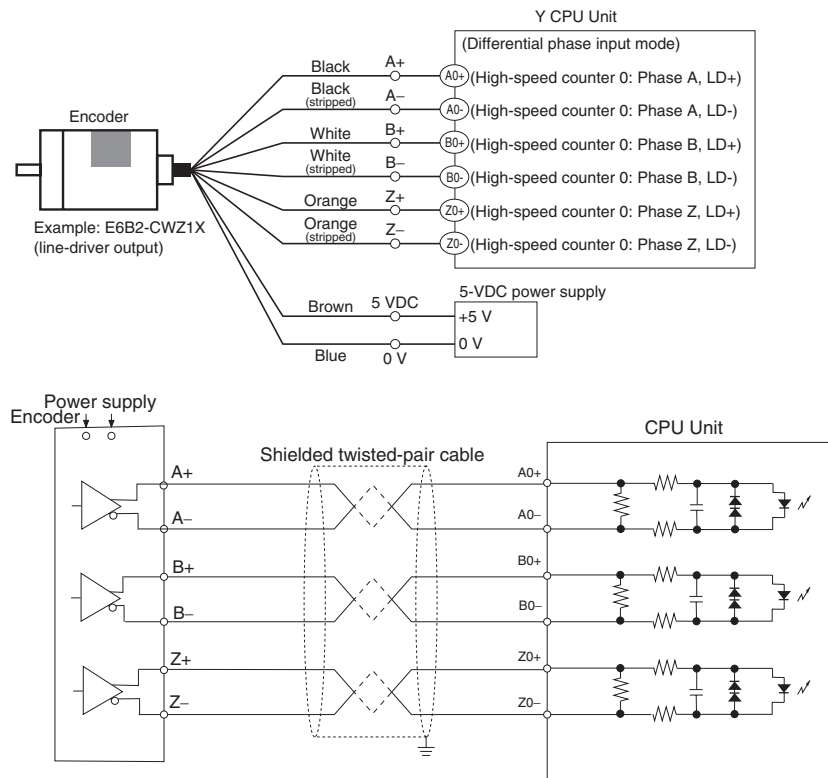 Y CPU Unit
(Differential phase input mode)
Black A+ A0+ (High-speed counter 0: Phase A, LD+)
Black (stripped) A− A0- (High-speed counter 0: Phase A, LD-)
Encoder
White B+ B0+ (High-speed counter 0: Phase B, LD+)
White (stripped) B− B0- (High-speed counter 0: Phase B, LD-)
Orange Z+ Z0+ (High-speed counter 0: Phase Z, LD+)
Orange (stripped) Z− Z0- (High-speed counter 0: Phase Z, LD-)
Example: E6B2-CWZ1X
(line-driver output)
5-VDC power supply
Brown 5 VDC +5 V
Blue 0 V 0 V
Power supply
Encoder
CPU Unit
Shielded twisted-pair cable
A+ A0+
A− A0−
B+ B0+
B− B0−
Z+ Z0+
Z− Z0−